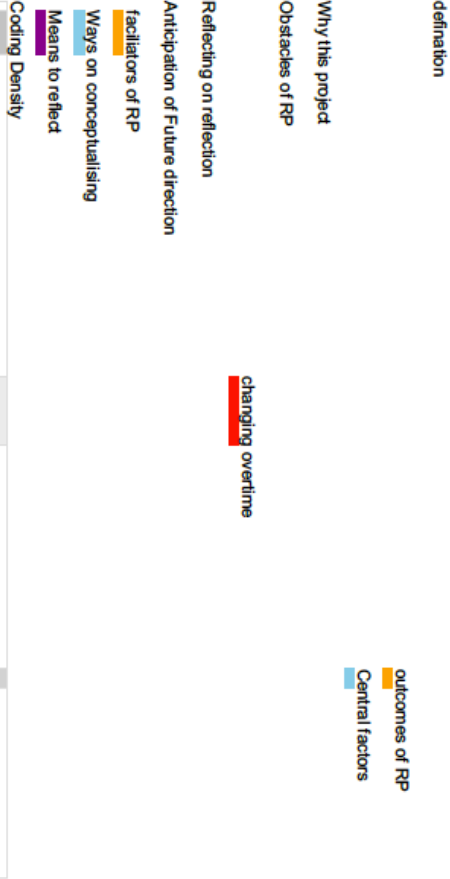 defination
outcomes of RP
Central factors
Why this project
Obstacles of RP
changing overtime
Reflecting on reflection
Anticipation of Future direction
faciliators of RP
Ways on conceptualising
Means to reflect
Coding Density